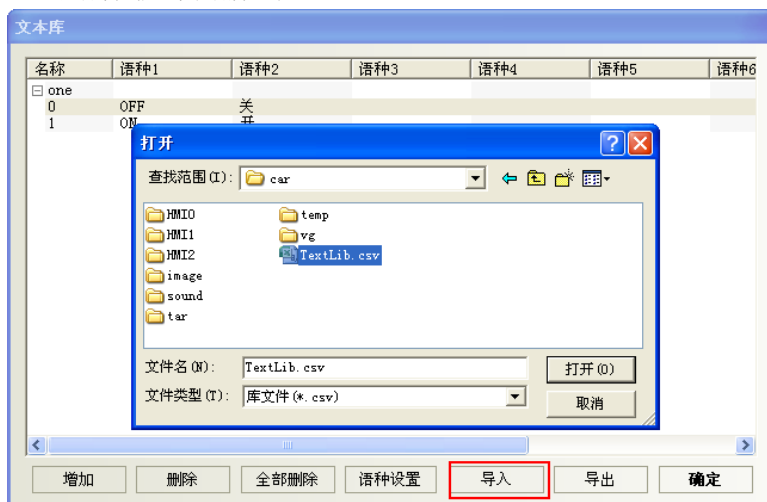 文本库
名称 语种1 语种2 语种3 语种4 语种5 语种6
one
0 OFF 关
1 ON 开
打开
查找范围(I): car
HMI0 temp
HMI1 vg
HMI2 TextLib.csv
image
sound
tar
文件名(N): TextLib.csv 打开(O)
文件类型(T): 库文件(*.csv) 取消
增加 删除 全部删除 语种设置 导入 导出 确定